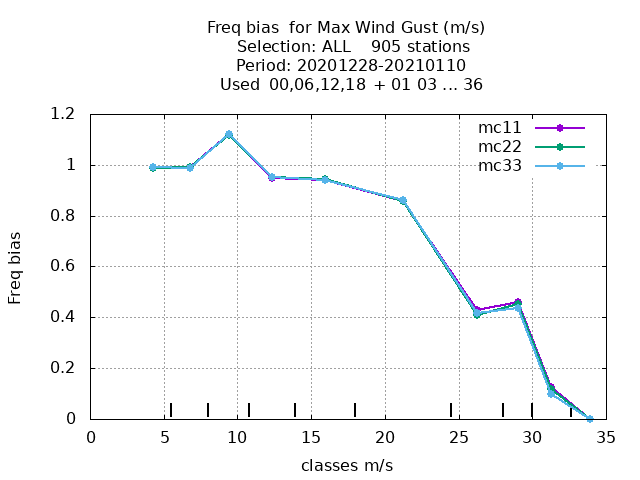 Freq bias  for Max Wind Gust (m/s)
Selection: ALL    905 stations
Period: 20201228-20210110
Used  00,06,12,18  + 01 03 ... 36
mc11
mc22
mc33
1.2
1
0.8
0.6
0.4
0.2
0
Freq bias
0 5 10 15 20 25 30 35
classes m/s